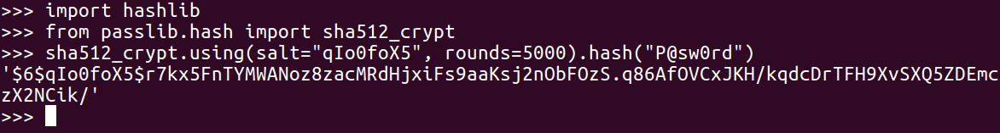 >>> import hashlib
>>> from passlib.hash import sha512_crypt
>>> sha512_crypt.using(salt="qIo0foX5", rounds=5000).hash("P@sw0rd")
'$6$qIo0foX5$r7kx5FnTYMWANoz8zacMRdHjxiFs9aaKsj2nObFOzS.q86AfOVCxJKH/kqdcDrTFH9XvSXQ5ZDEmc
zX2NCik/'
>>>